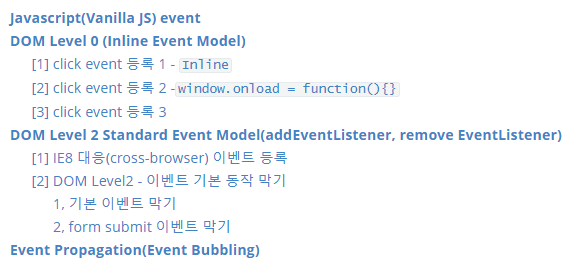 Javascript(Vanilla JS) event
DOM Level 0 (Inline Event Model)
[1] click event 등록 1 - Inline
[2] click event 등록 2 -window.onload = function(){}
[3] click event 등록 3
DOM Level 2 Standard Event Model(addEventListener, remove EventListener)
[1] IE8 대응(cross-browser) 이벤트 등록
[2] DOM Level2 - 이벤트 기본 동작 막기
1, 기본 이벤트 막기
2, form submit 이벤트 막기
Event Propagation(Event Bubbling)